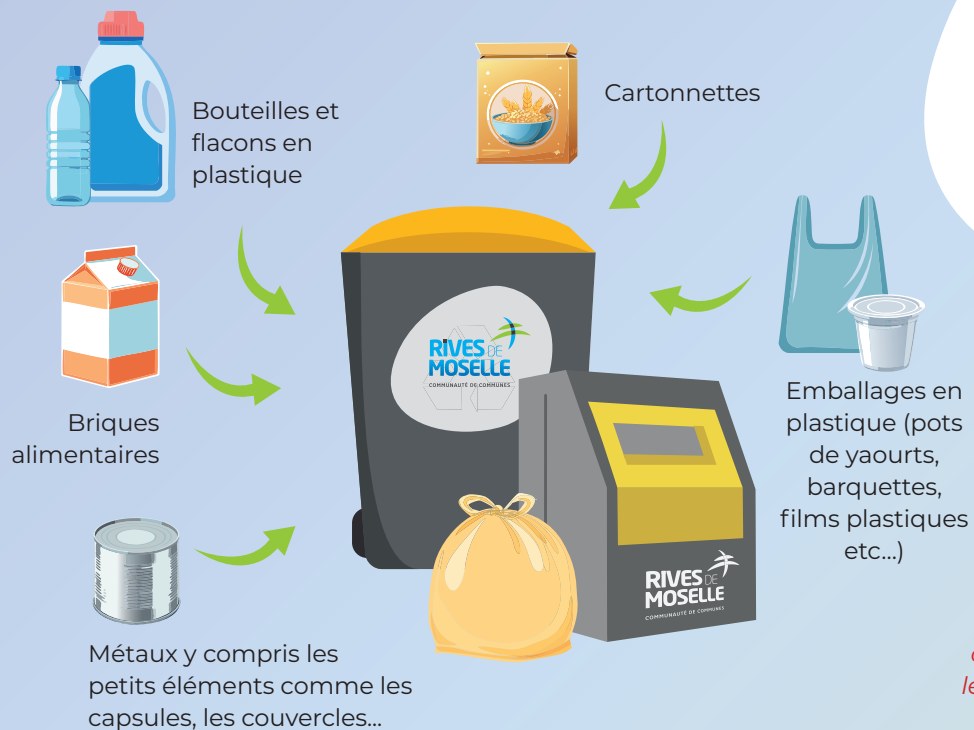 Bouteilles et
flacons en
plastique
Cartonnettes
RIVES DE
MOSELLE
COMMUNAUTÉ DE COMMUNES
Briques
alimentaires
Emballages en
plastique (pots
de yaourts,
barquettes,
films plastiques
etc...)
RIVES DE
MOSELLE
COMMUNAUTÉ DE COMMUNES
Métaux y compris les
petits éléments comme les
capsules, les couvercles...